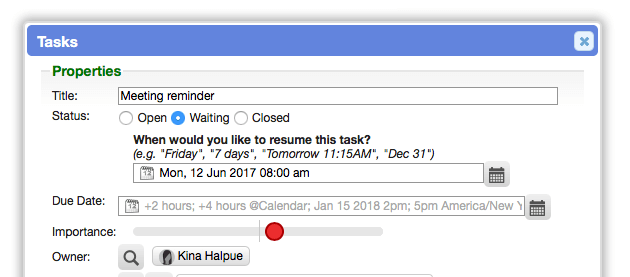 Tasks
Properties
Title: Meeting reminder
Status: Open Waiting Closed
When would you like to resume this task?
(e.g. "Friday", "7 days", "Tomorrow 11:15AM", "Dec 31")
Mon, 12 Jun 2017 08:00 am
Due Date: +2 hours; +4 hours @Calendar; Jan 15 2018 2pm; 5pm America/New Y
Importance:
Owner: Kina Halpue